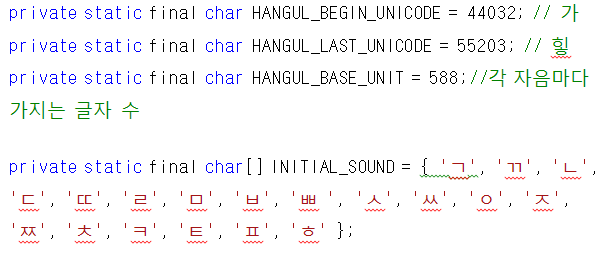 private static final char HANGUL_BEGIN_UNICODE = 44032; // 가
private static final char HANGUL_LAST_UNICODE = 55203; // 힣
private static final char HANGUL_BASE_UNIT = 588;//각 자음마다
가지는 글자 수
private static final char[] INITIAL_SOUND = { 'ㄱ', 'ㄲ', 'ㄴ',
'ㄷ', 'ㄸ', 'ㄹ', 'ㅁ', 'ㅂ', 'ㅃ', 'ㅅ', 'ㅆ', 'ㅇ', 'ㅈ',
'ㅉ', 'ㅊ', 'ㅋ', 'ㅌ', 'ㅍ', 'ㅎ' };